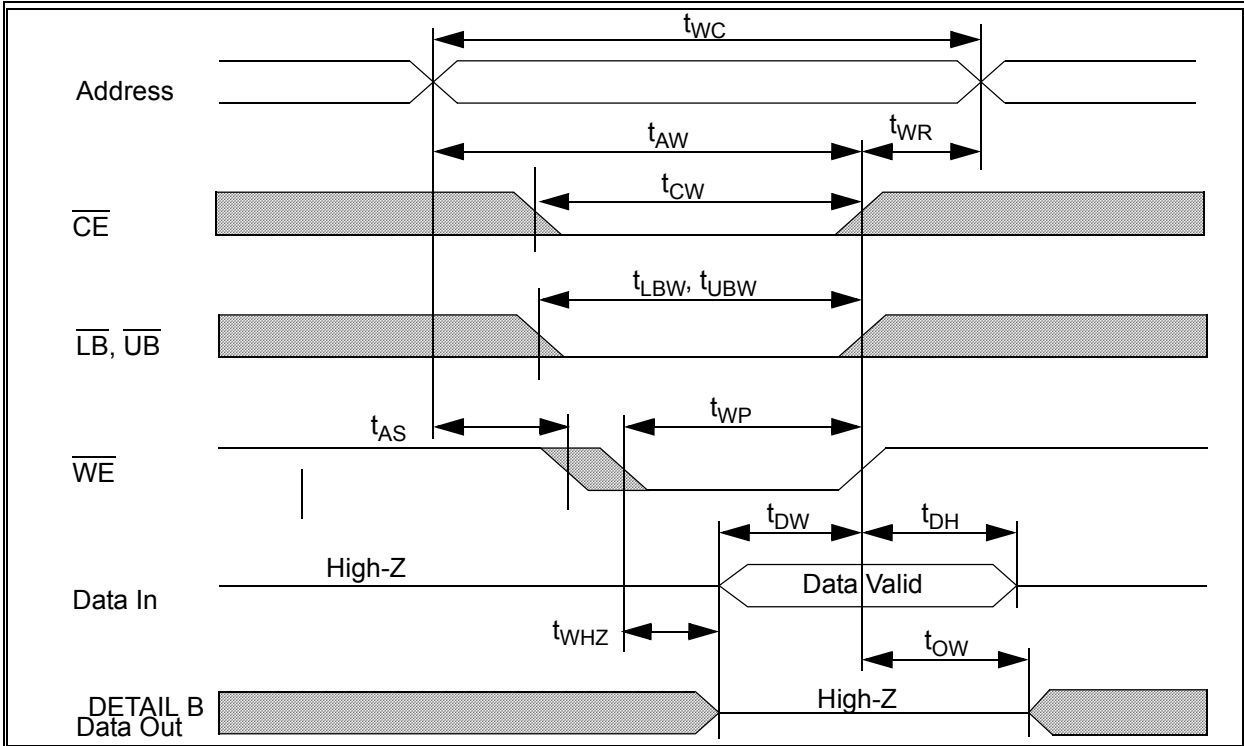 tWC
Address
tAW
tWR
tCW
CE
tLBW, tUBW
LB, UB
tAS
tWP
WE
tDW
tDH
High-Z
Data Valid
Data In
tWHZ
tOW
DETAIL B
High-Z
Data Out